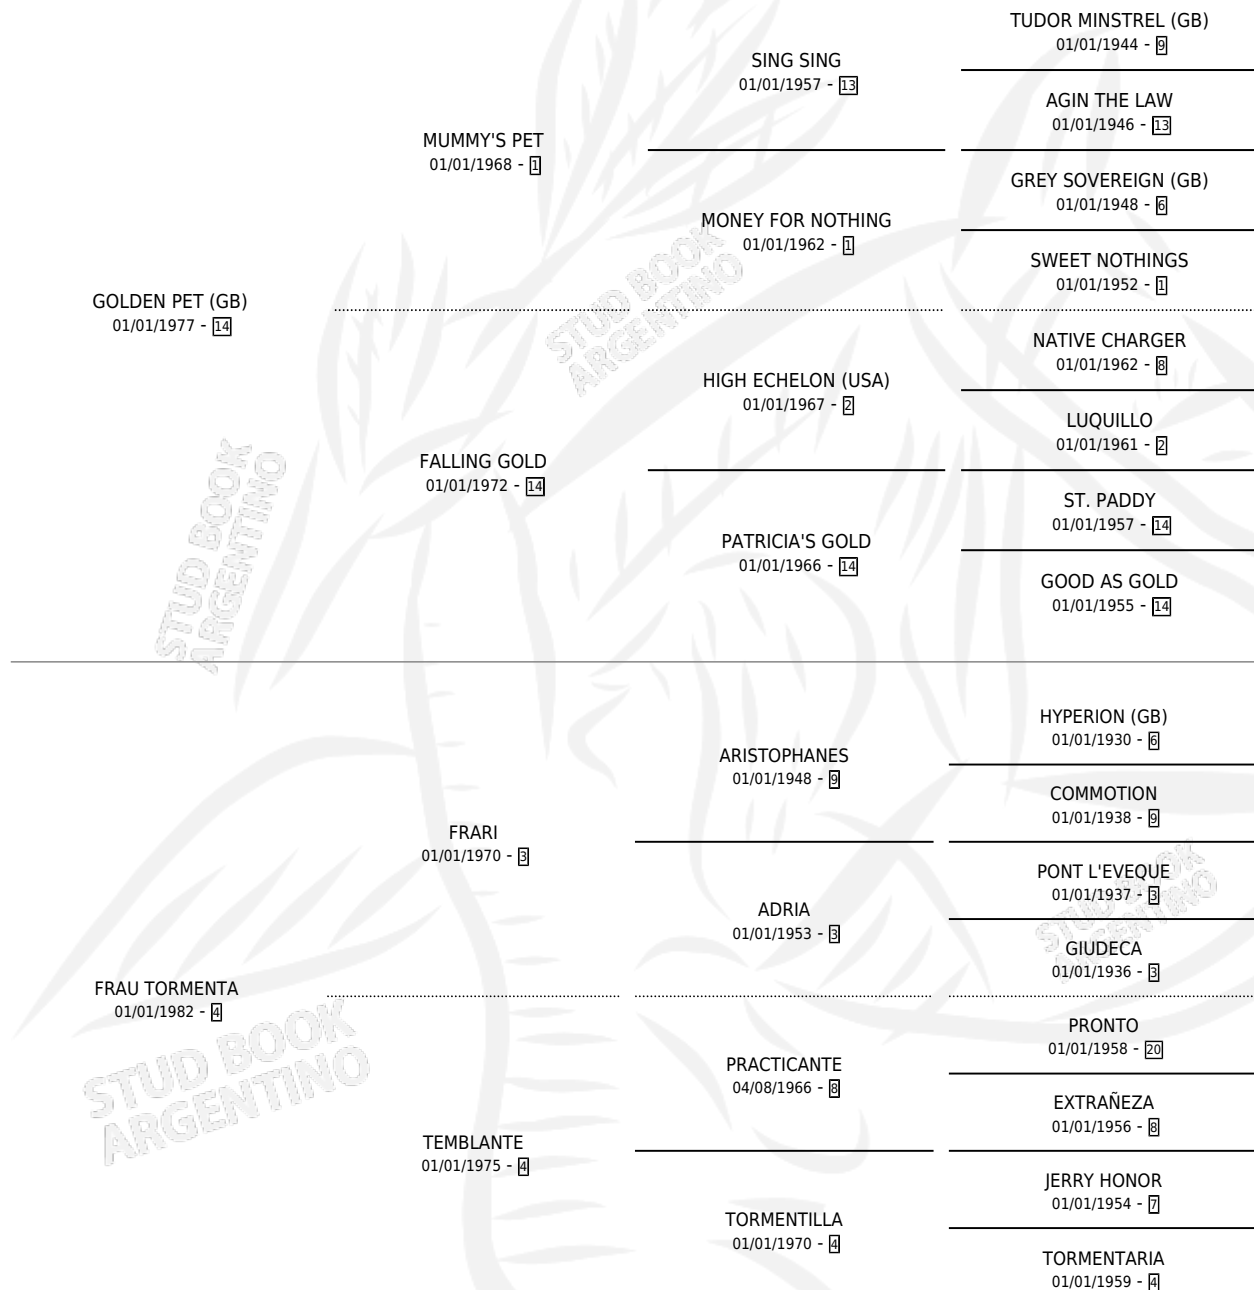 TUDOR MINSTREL (GB)
01/01/1944 - 9
SING SING
01/01/1957 - 13
AGIN THE LAW
01/01/1946 - 13
MUMMY'S PET
01/01/1968 - 1
GREY SOVEREIGN (GB)
01/01/1948 - 6
MONEY FOR NOTHING
01/01/1962 - 1
SWEET NOTHINGS
01/01/1952 - 1
GOLDEN PET (GB)
01/01/1977 - 14
STUD BOOK
ARGENTINO
NATIVE CHARGER
01/01/1962 - 8
HIGH ECHELON (USA)
01/01/1967 - 2
LUQUILLO
01/01/1961 - 2
FALLING GOLD
01/01/1972 - 14
STUD BOOK
ARGENTINO
ST. PADDY
01/01/1957 - 14
PATRICIA'S GOLD
01/01/1966 - 14
GOOD AS GOLD
01/01/1955 - 14
HYPERION (GB)
01/01/1930 - 6
ARISTOPHANES
01/01/1948 - 9
COMMOTION
01/01/1938 - 9
FRARI
01/01/1970 - 3
PONT L'EVEQUE
01/01/1937 - 3
ADRIA
01/01/1953 - 3
STUD BOOK
ARGENTINO
GIUDECA
01/01/1936 - 3
FRAU TORMENTA
01/01/1982 - 4
STUD BOOK
ARGENTINO
PRONTO
01/01/1958 - 20
PRACTICANTE
04/08/1966 - 8
EXTRAÑEZA
01/01/1956 - 8
TEMBLANTE
01/01/1975 - 4
JERRY HONOR
01/01/1954 - 7
TORMENTILLA
01/01/1970 - 4
TORMENTARIA
01/01/1959 - 4